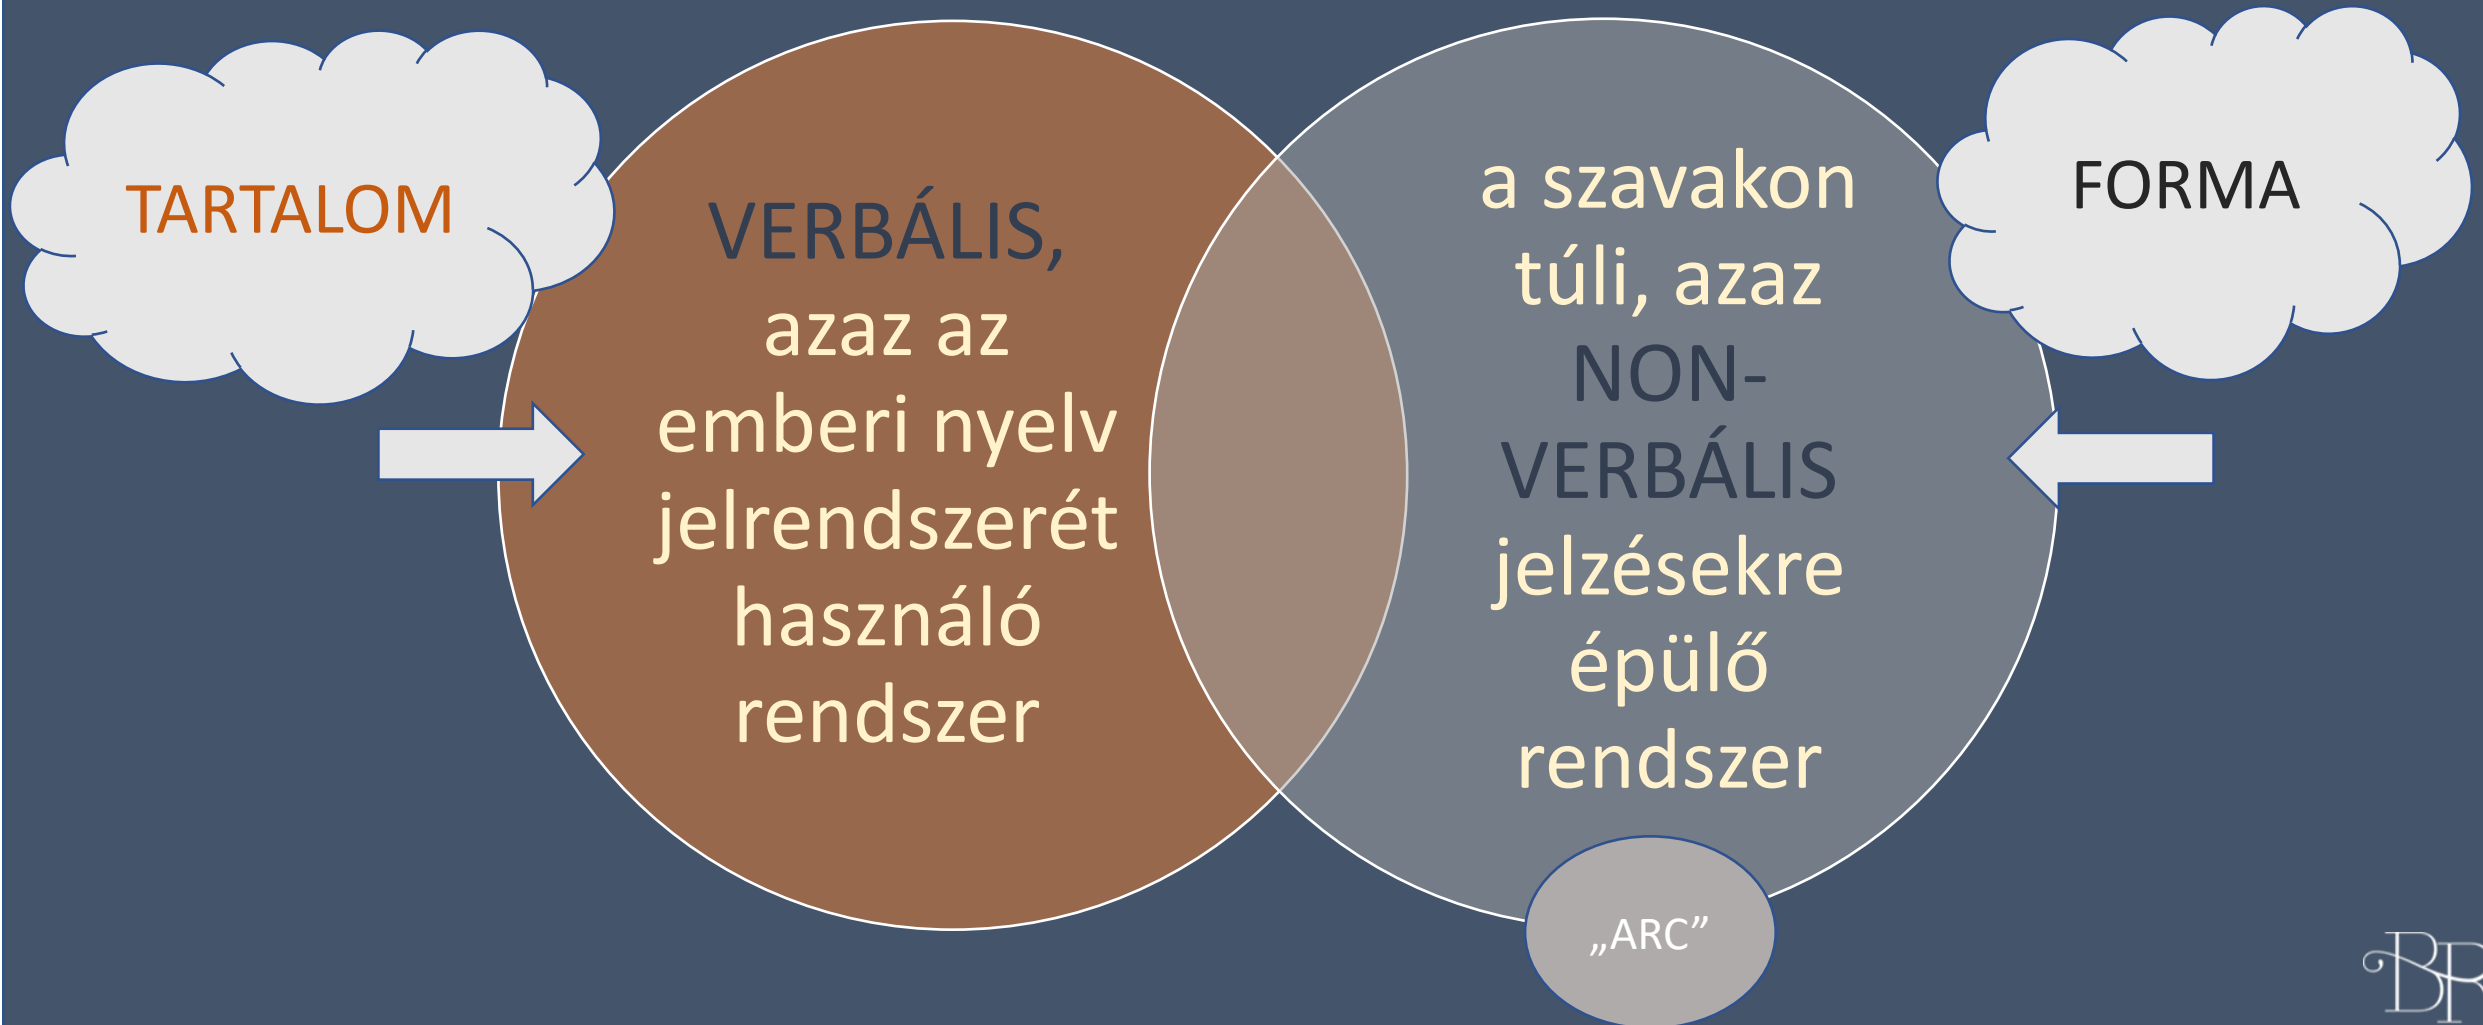 TARTALOM
VERBÁLIS,
azaz az
emberi nyelv
jelrendszerét
használó
rendszer
a szavakon
túli, azaz
NON-
VERBÁLIS
jelzésekre
épülő
rendszer
FORMA
„ARC”
BR